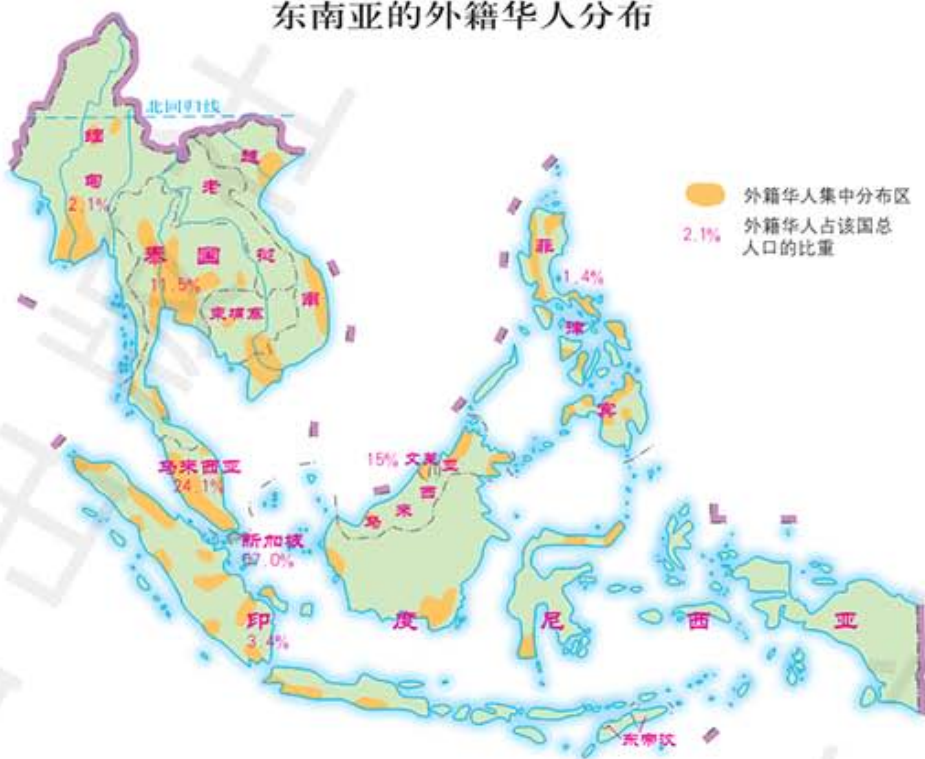 东南亚的外籍华人分布
北回归线
缅
甸
2.1%
老
挝
越
南
泰 国
11.5%
柬埔寨
外籍华人集中分布区
2.1%
外籍华人占该国总
人口的比重
菲
1.4%
律
宾
马来西亚
24.1%
15% 文莱
马 来 西 亚
新加坡
7.0%
印 度 尼 西 亚
3.4%
东帝汶